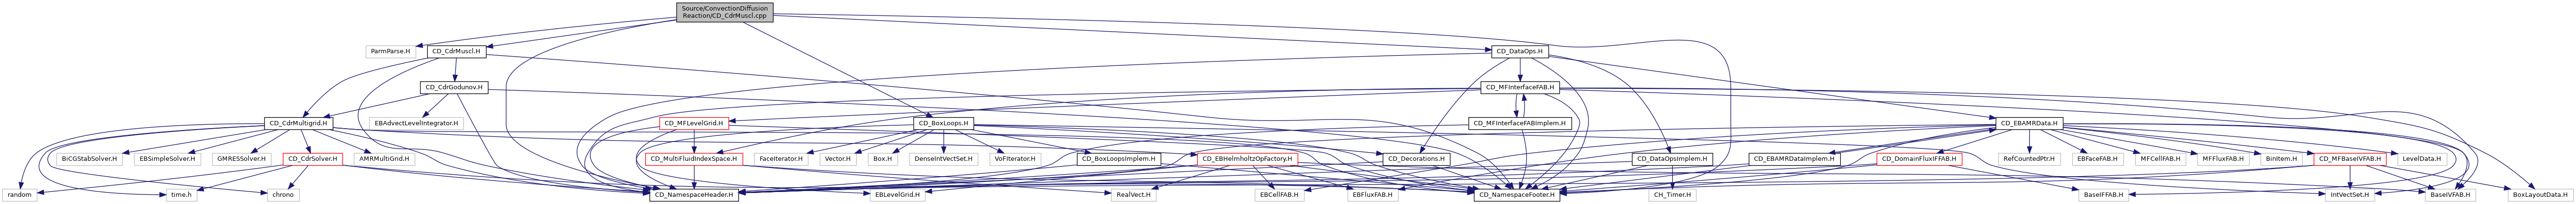 Source/ConvectionDiffusion
Reaction/CD_CdrMuscl.cpp
ParmParse.H
CD_CdrMuscl.H
CD_DataOps.H
CD_CdrGodunov.H
CD_MFInterfaceFAB.H
CD_CdrMultigrid.H
EBAdvectLevelIntegrator.H
CD_MFLevelGrid.H
CD_BoxLoops.H
CD_MFInterfaceFABImplem.H
CD_EBAMRData.H
BiCGStabSolver.H
EBSimpleSolver.H
GMRESSolver.H
CD_CdrSolver.H
AMRMultiGrid.H
CD_MultiFluidIndexSpace.H
FaceIterator.H
Vector.H
Box.H
DenseIntVectSet.H
VoFIterator.H
CD_BoxLoopsImplem.H
CD_EBHelmholtzOpFactory.H
CD_Decorations.H
CD_DataOpsImplem.H
CD_EBAMRDataImplem.H
CD_DomainFluxIFFAB.H
RefCountedPtr.H
EBFaceFAB.H
MFCellFAB.H
MFFluxFAB.H
BinItem.H
CD_MFBaseIVFAB.H
LevelData.H
random
time.h
chrono
CD_NamespaceHeader.H
EBLevelGrid.H
RealVect.H
EBCellFAB.H
EBFluxFAB.H
CD_NamespaceFooter.H
CH_Timer.H
BaseIFFAB.H
IntVectSet.H
BaseIVFAB.H
BoxLayoutData.H